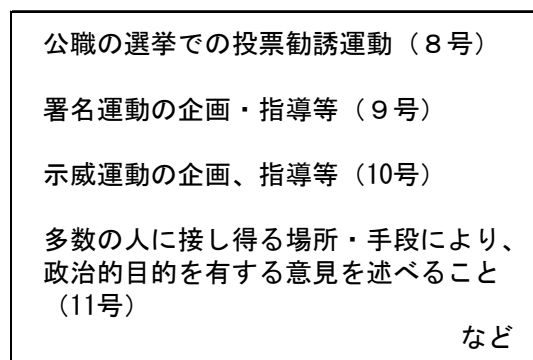 公職の選挙での投票勧誘運動（８号）
署名運動の企画・指導等（９号）
示威運動の企画、指導等（10号）
多数の人に接し得る場所・手段により、
政治的目的を有する意見を述べること
（11号）
など